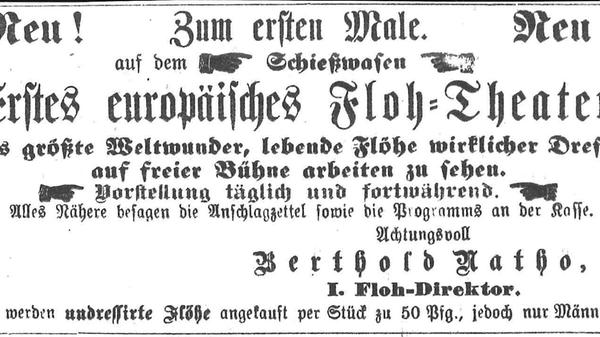 Neu! Zum ersten Male. Neu
auf dem Schießwasen
Erstes europäisches Floh-Theater
s größte Weltwunder, lebende Flöhe wirklicher Dres
auf freier Bühne arbeiten zu sehen.
Vorstellung täglich und fortwährend.
Alles Nähere besagen die Anschlagzettel sowie die Programms an der Kasse.
Achtungsvoll
Berthold Natho,
I. Floh-Direktor.
werden undressirte Flöhe angekauft per Stück zu 50 Pfg., jedoch nur Männ